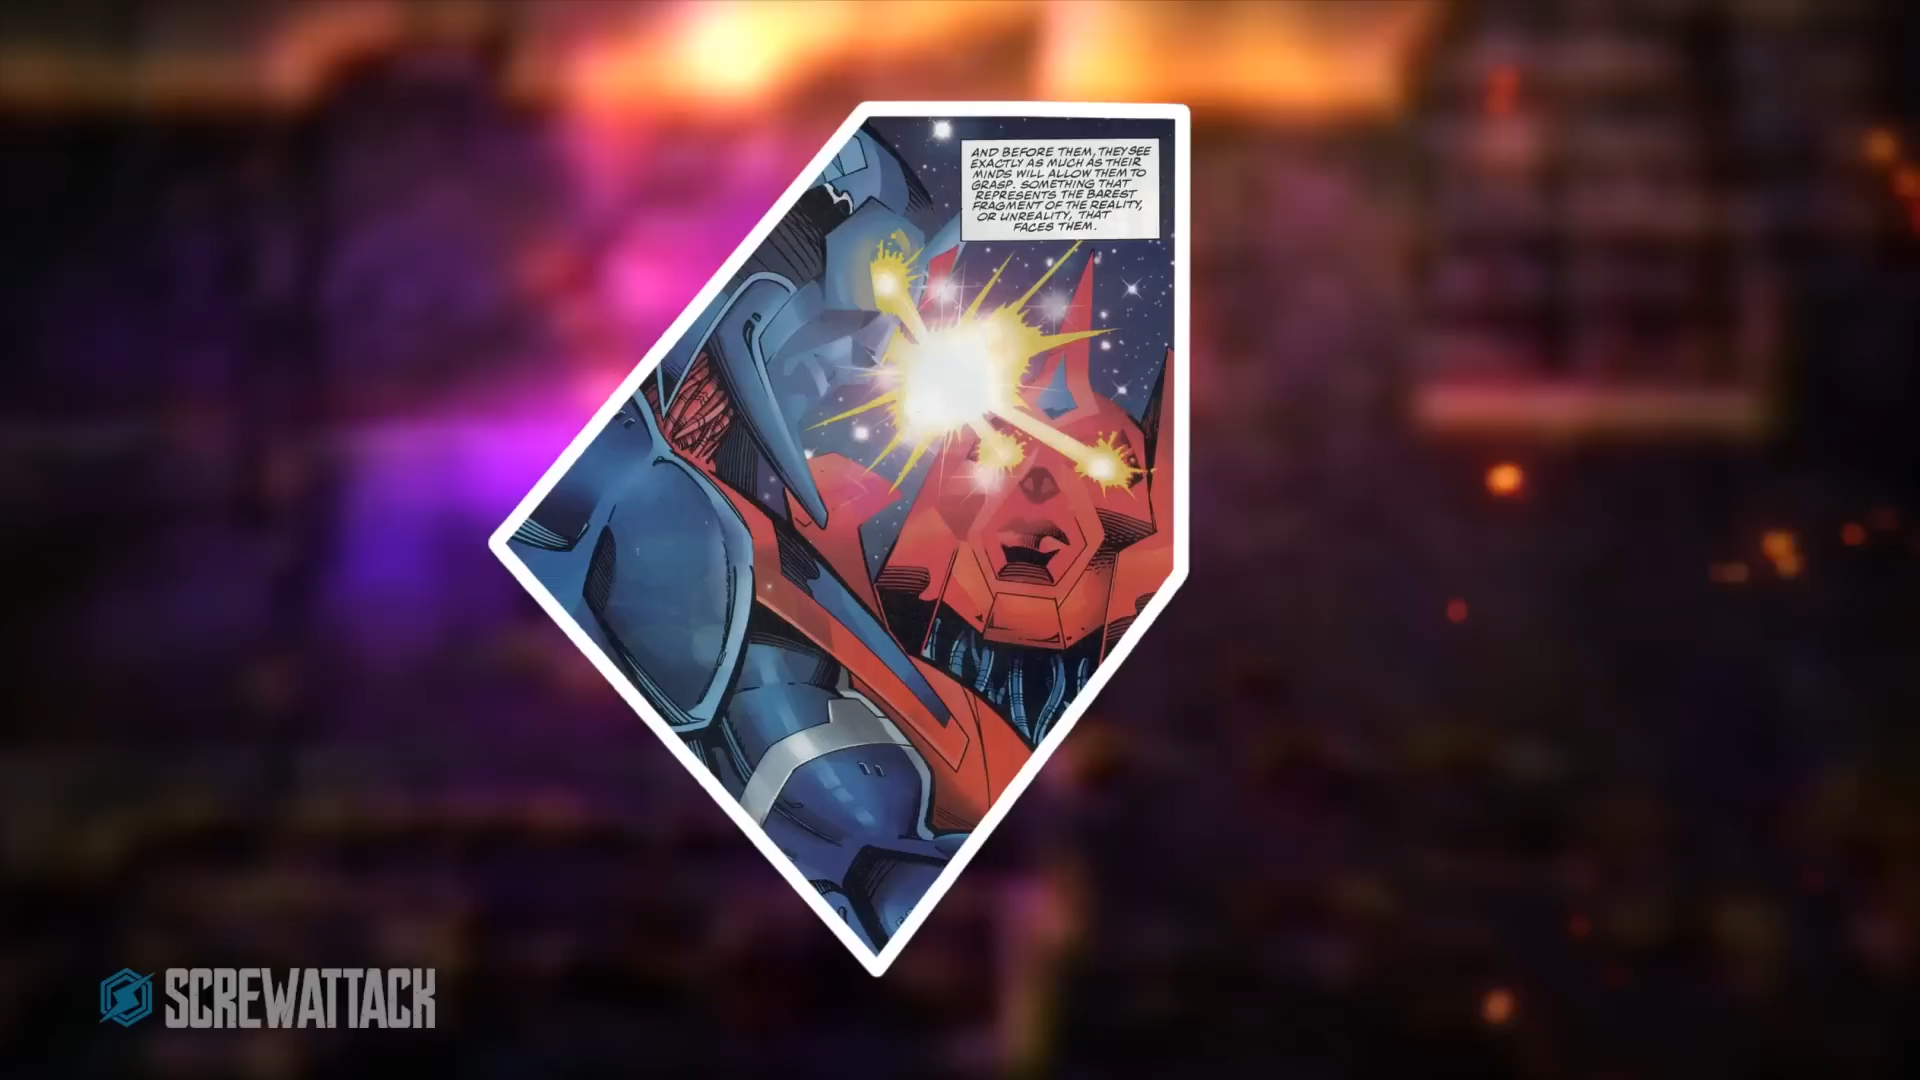 AND BEFORE THEM, THEY SEE
EXACTLY AS MUCH AS THEIR
MINDS WILL ALLOW THEM TO
GRASP. SOMETHING THAT
REPRESENTS THE BAREST
FRAGMENT OF THE REALITY,
OR UNREALITY, THAT
FACES THEM.
SCREWATTACK